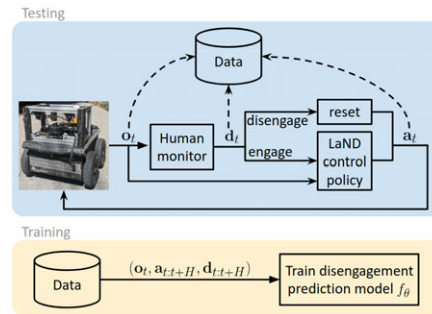 Testing
Data
o_t
Human
monitor
d_t
disengage
engage
reset
LaND
control
policy
a_t
Training
Data
(o_t, a_{t:t+H}, d_{t:t+H})
Train disengagement
prediction model f_θ